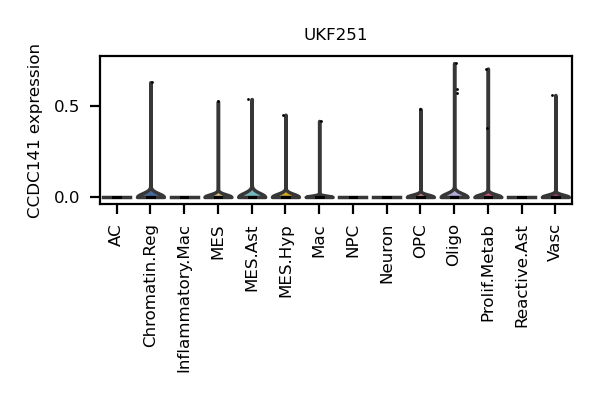 UKF251
CCDC141 expression
0.5
0.0
AC
Chromatin.Reg
Inflammatory.Mac
MES
MES.Ast
MES.Hyp
Mac
NPC
Neuron
OPC
Oligo
Prolif.Metab
Reactive.Ast
Vasc